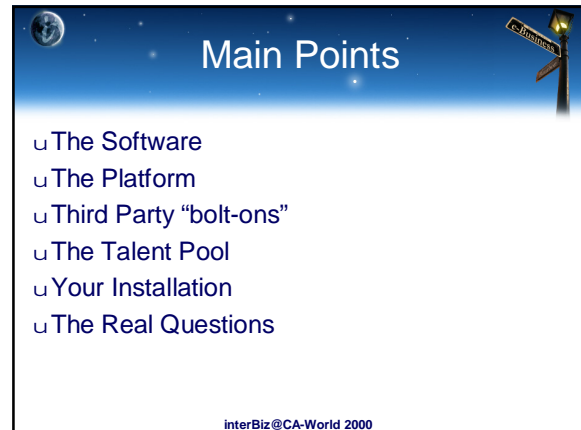 Main Points
e-Business
u The Software
u The Platform
u Third Party “bolt-ons”
u The Talent Pool
u Your Installation
u The Real Questions
interBiz@CA-World 2000